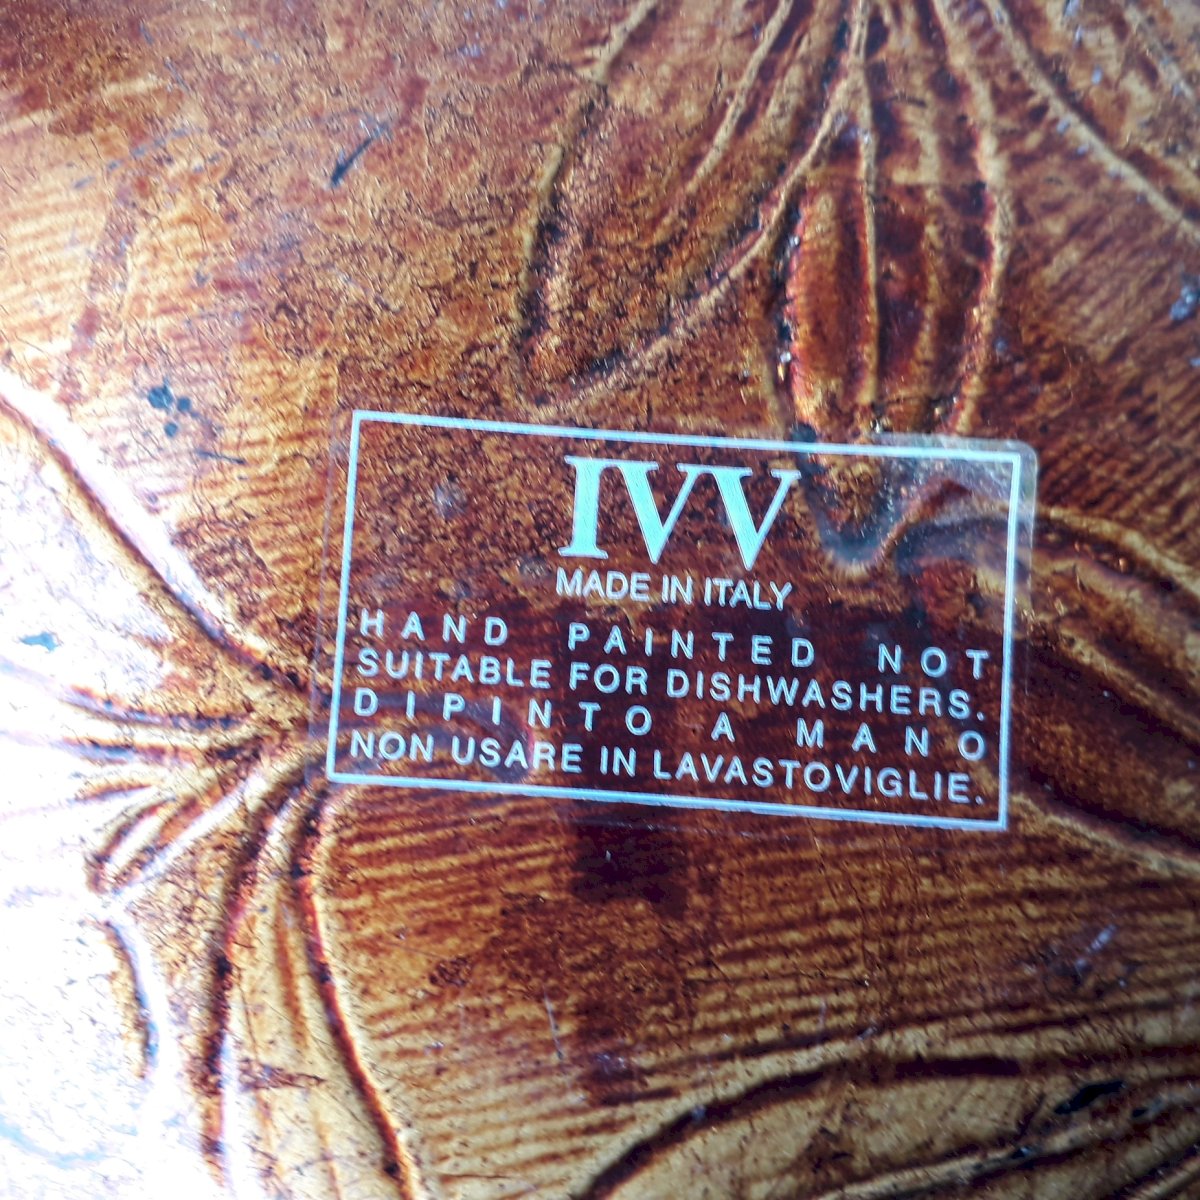 IVV
MADE IN ITALY
HAND PAINTED NOT
SUITABLE FOR DISHWASHERS.
DIPINTO A MANO
NON USARE IN LAVASTOVIGLIE.